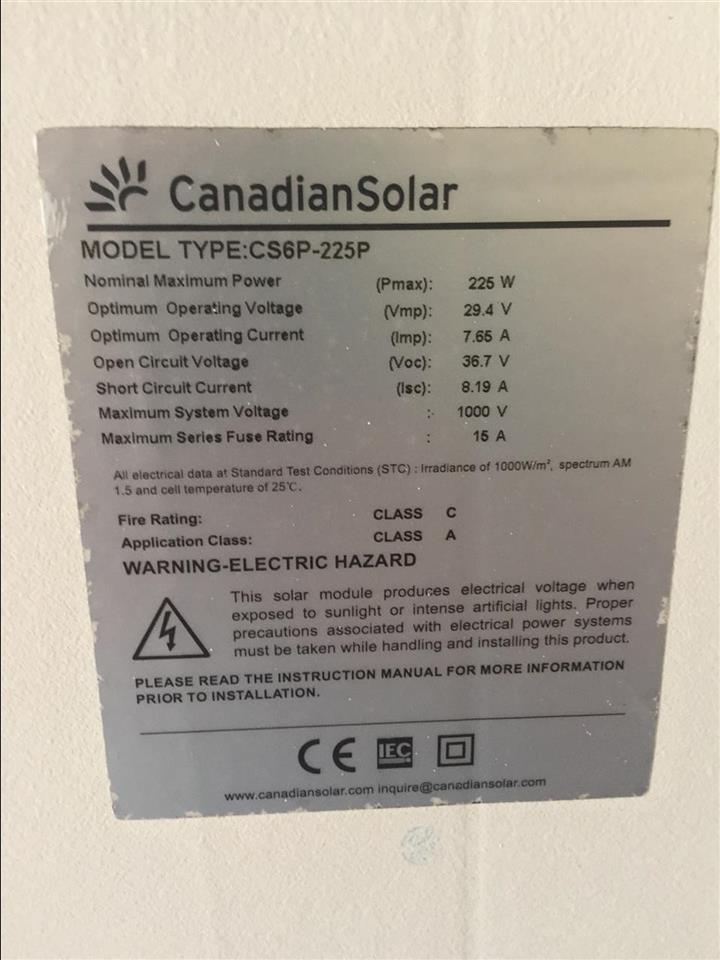 CanadianSolar
MODEL TYPE:CS6P-225P
Nominal Maximum Power (Pmax): 225 W
Optimum Operating Voltage (Vmp): 29.4 V
Optimum Operating Current (Imp): 7.65 A
Open Circuit Voltage (Voc): 36.7 V
Short Circuit Current (Isc): 8.19 A
Maximum System Voltage : 1000 V
Maximum Series Fuse Rating : 15 A
All electrical data at Standard Test Conditions (STC) : Irradiance of 1000W/m², spectrum AM
1.5 and cell temperature of 25℃.
Fire Rating: CLASS C
Application Class: CLASS A
WARNING-ELECTRIC HAZARD
This solar module produces electrical voltage when
exposed to sunlight or intense artificial lights. Proper
precautions associated with electrical power systems
must be taken while handling and installing this product.
PLEASE READ THE INSTRUCTION MANUAL FOR MORE INFORMATION
PRIOR TO INSTALLATION.
CE IEC
www.canadiansolar.com inquire@canadiansolar.com